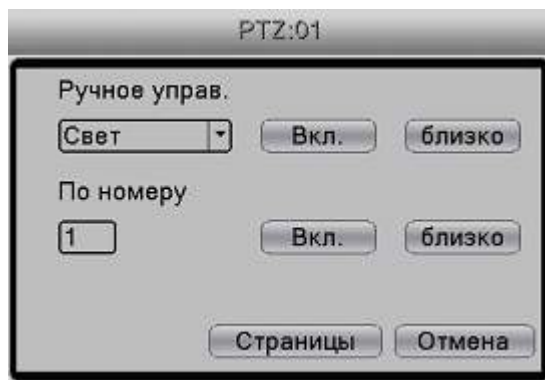 PTZ:01
Ручное управ.
Свет Вкл. близко
По номеру
1 Вкл. близко
Страницы Отмена